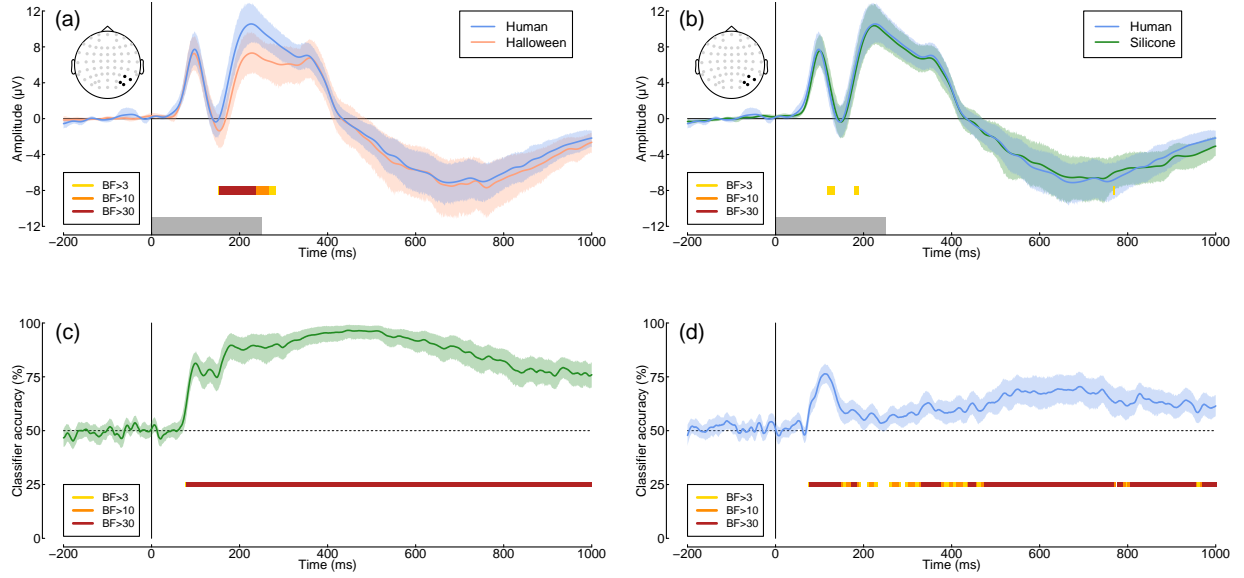 (a)
Human
Halloween
12
8
4
0
−4
−8
−12
Amplitude (µV)
BF>3
BF>10
BF>30
−200
0
200
400
600
800
1000
Time (ms)
(b)
Human
Silicone
12
8
4
0
−4
−8
−12
Amplitude (µV)
BF>3
BF>10
BF>30
−200
0
200
400
600
800
1000
Time (ms)
(c)
100
75
50
25
0
Classifier accuracy (%)
BF>3
BF>10
BF>30
−200
0
200
400
600
800
1000
Time (ms)
(d)
100
75
50
25
0
Classifier accuracy (%)
BF>3
BF>10
BF>30
−200
0
200
400
600
800
1000
Time (ms)